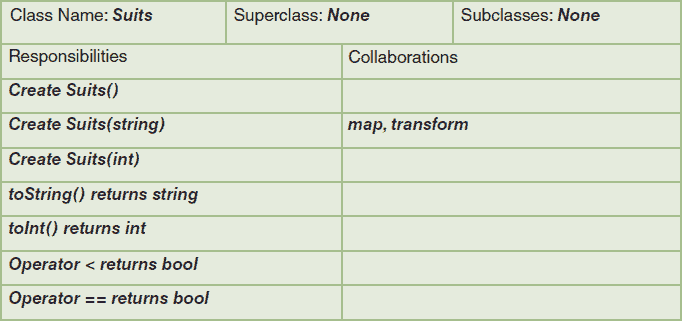 Class Name: Suits Superclass: None Subclasses: None
Responsibilities Collaborations
Create Suits()
Create Suits(string) map, transform
Create Suits(int)
toString() returns string
toInt() returns int
Operator < returns bool
Operator == returns bool